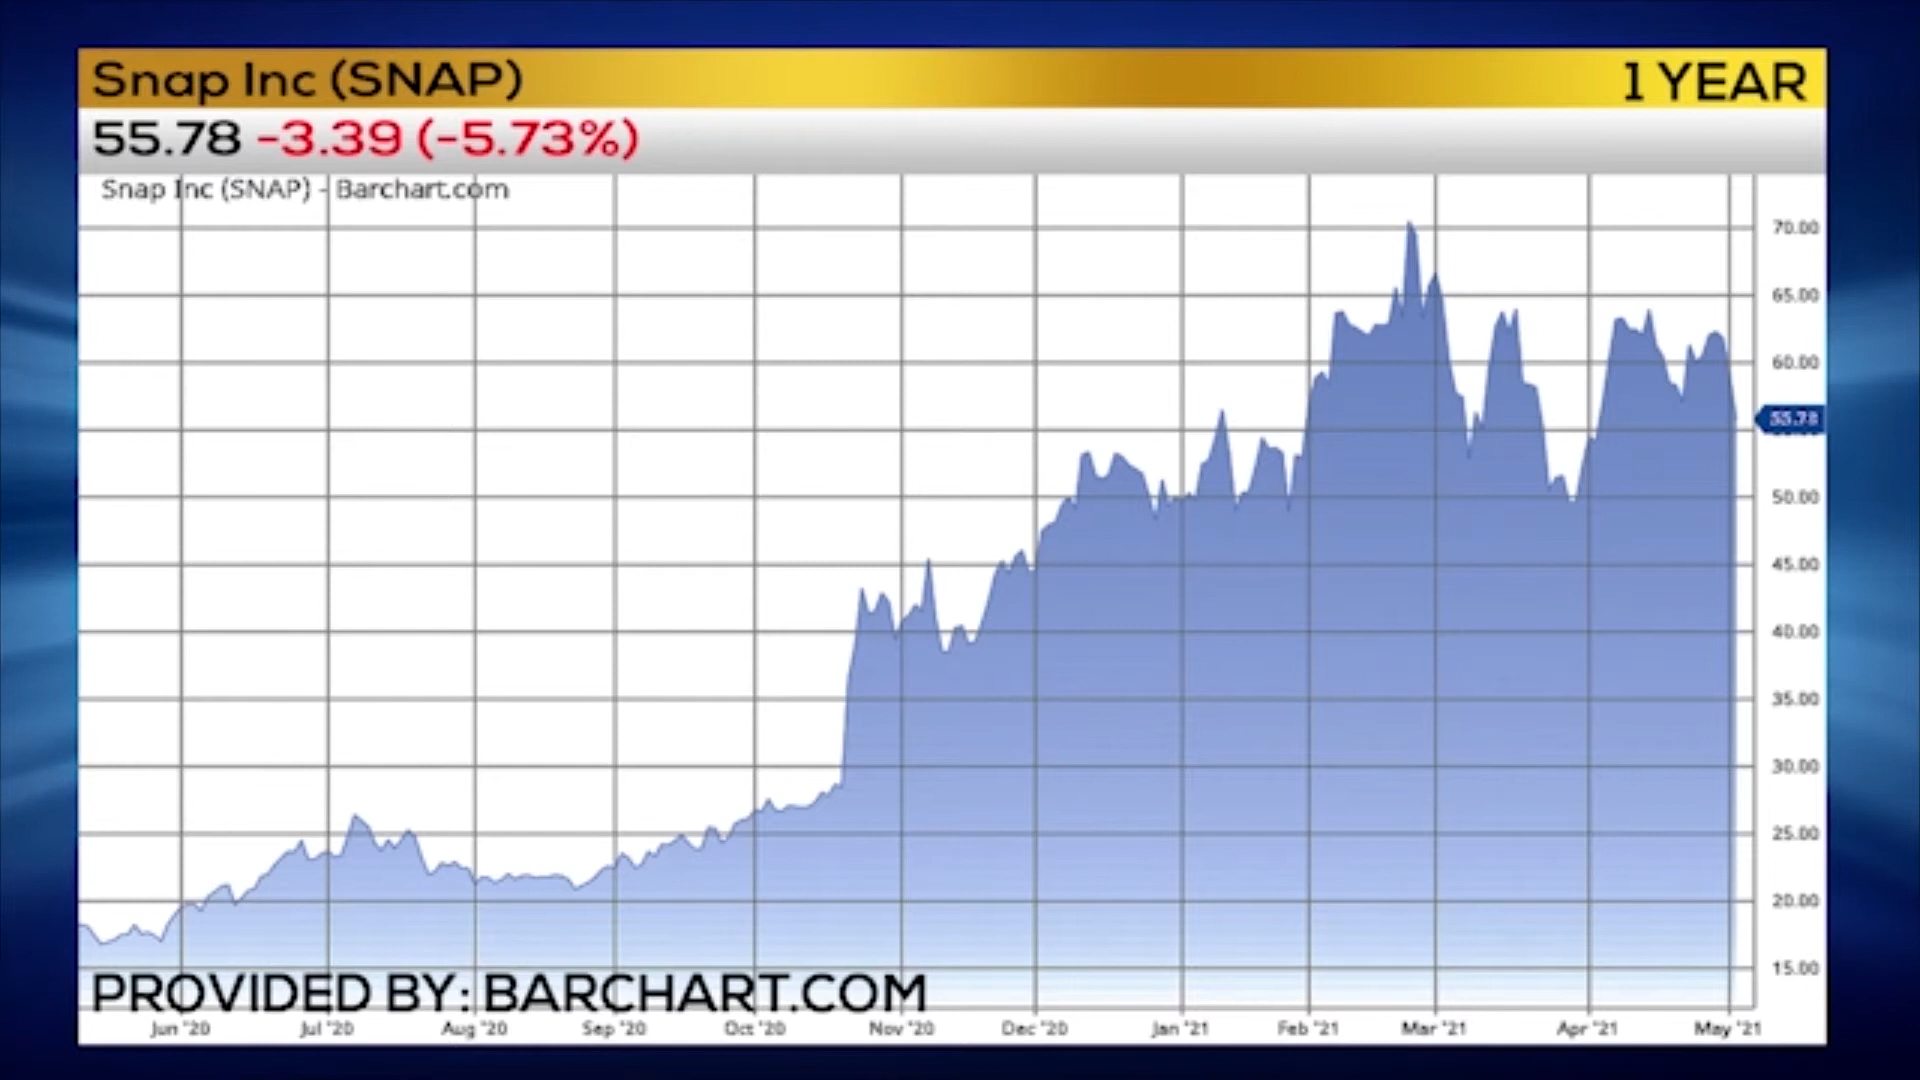 Snap Inc (SNAP)
1 YEAR
55.78 -3.39 (-5.73%)
Snap Inc (SNAP) - Barchart.com
70.00
65.00
60.00
55.78
50.00
45.00
40.00
35.00
30.00
25.00
20.00
15.00
PROVIDED BY: BARCHART.COM
Jun '20 Jul '20 Aug '20 Sep '20 Oct '20 Nov '20 Dec '20 Jan '21 Feb '21 Mar '21 Apr '21 May '21